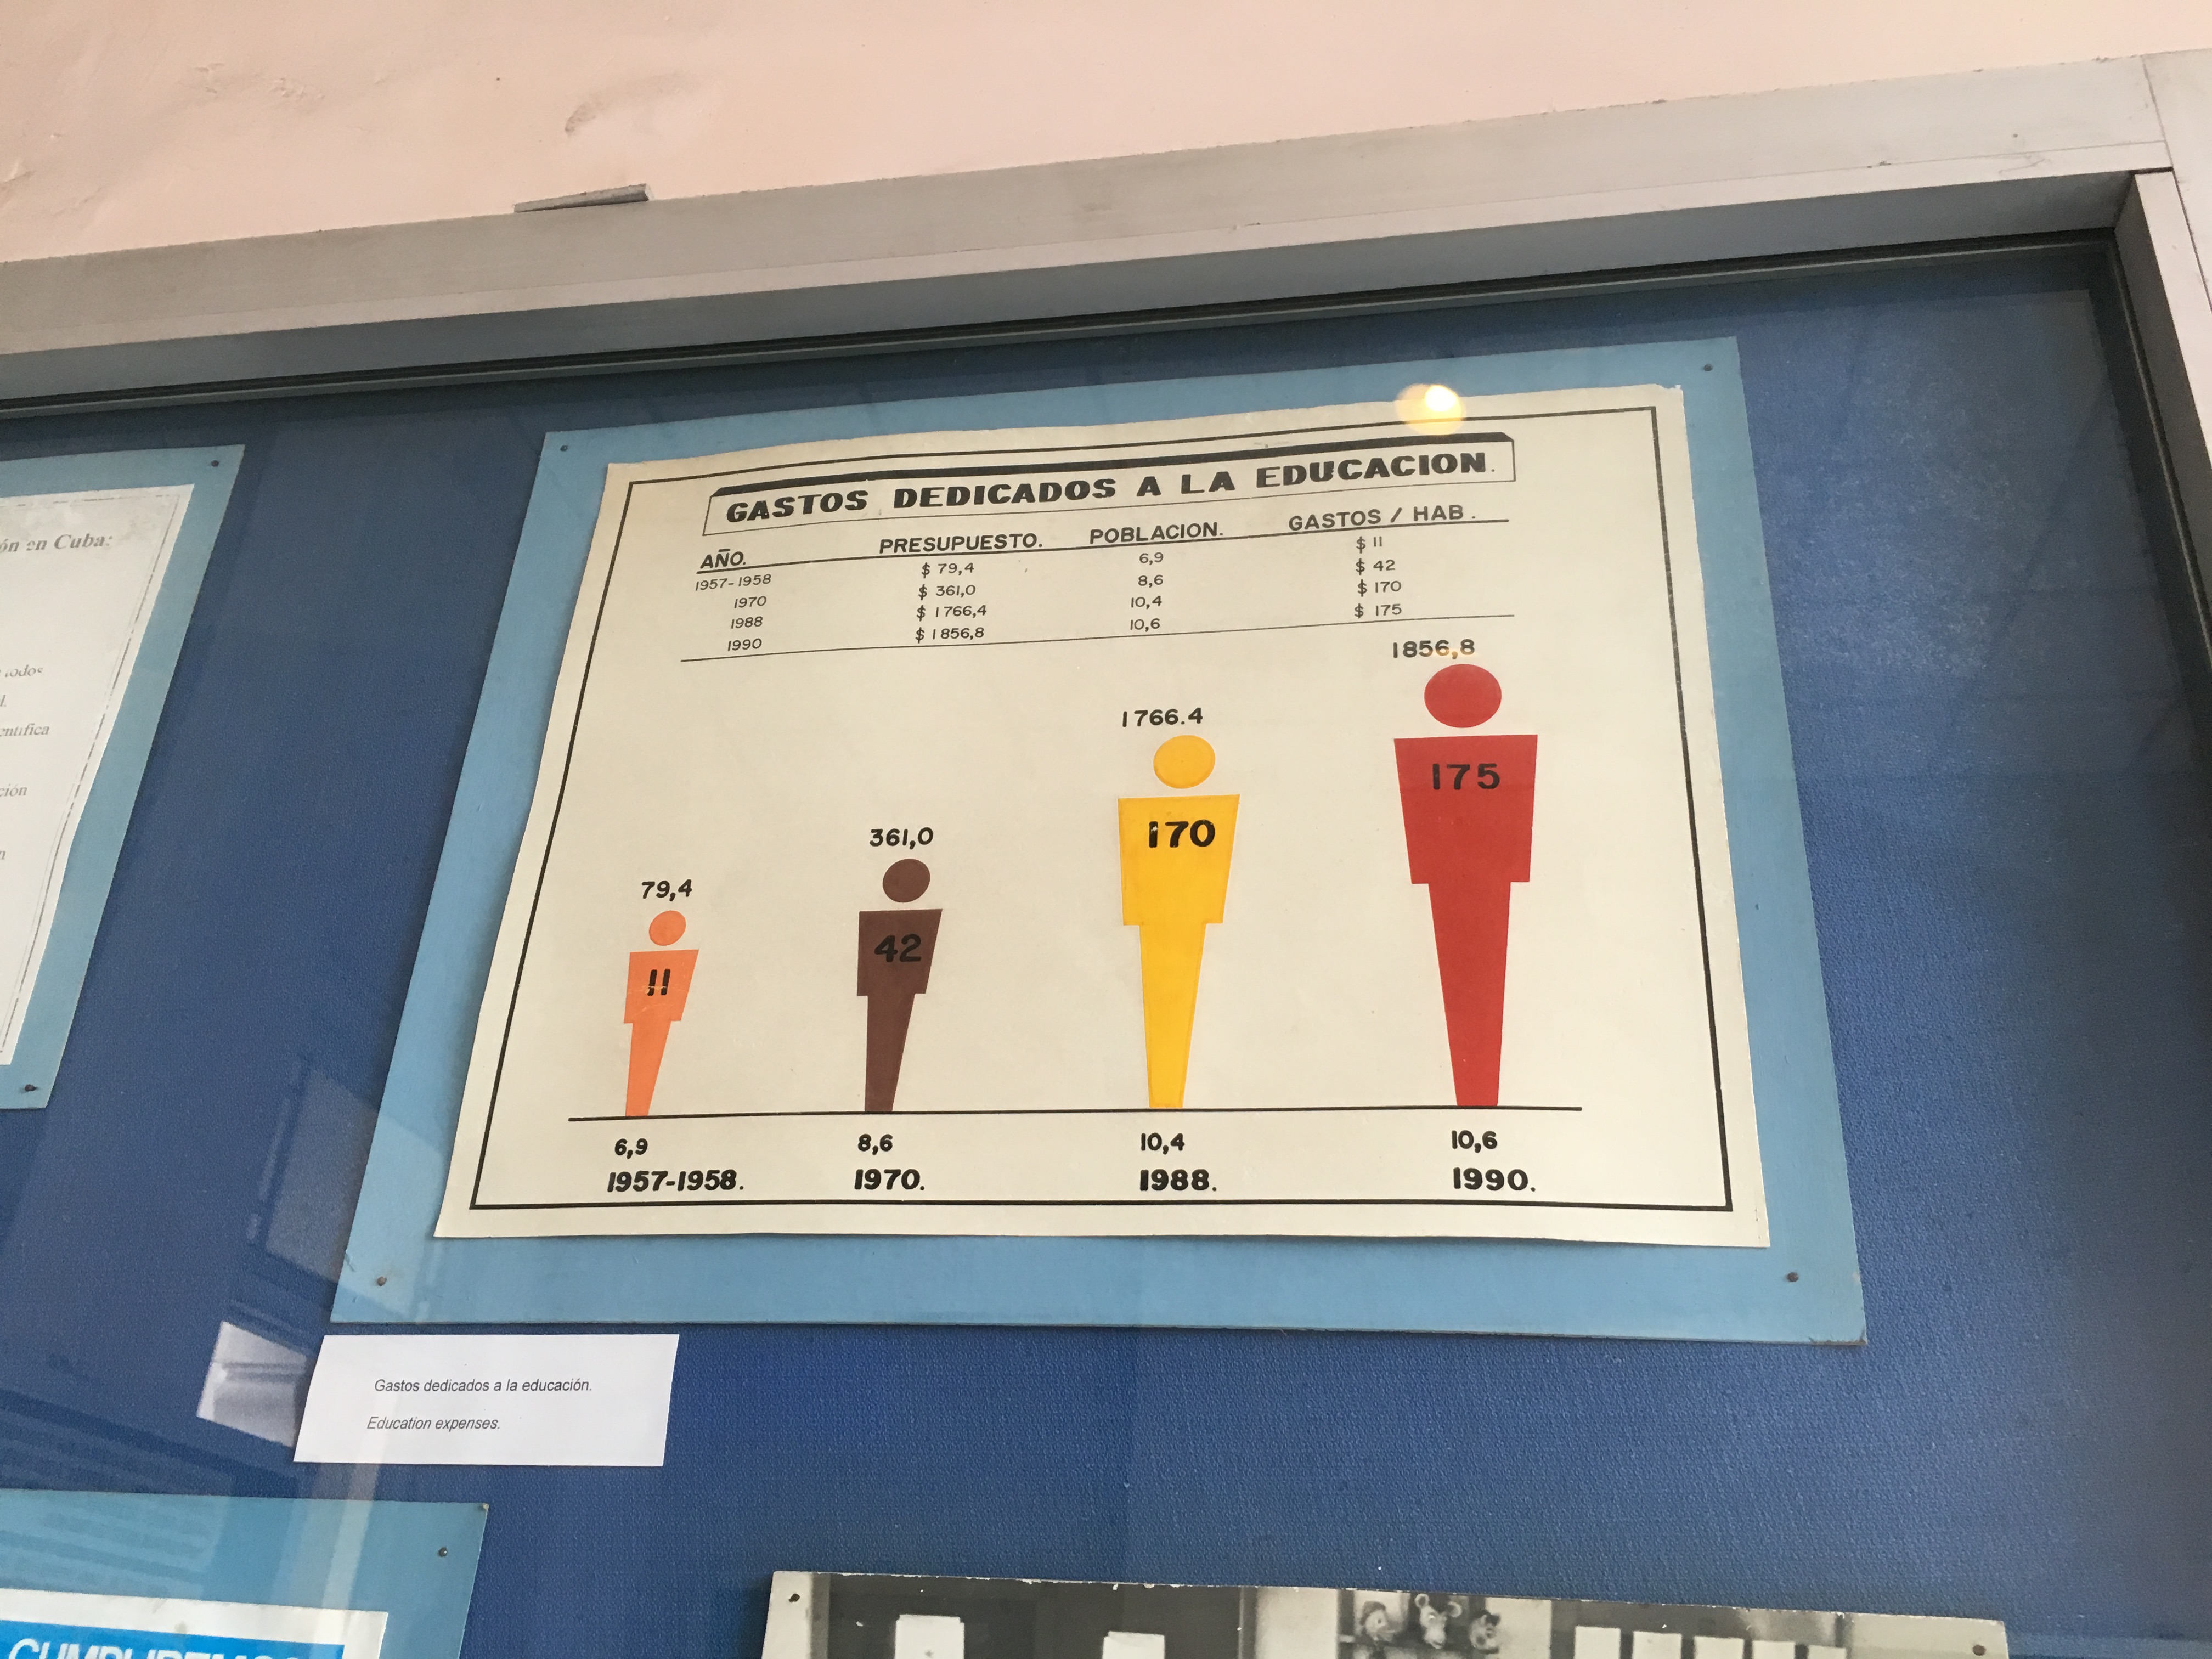 GASTOS DEDICADOS A LA EDUCACION.
AÑO. PRESUPUESTO. POBLACION. GASTOS / HAB.
1957-1958 $ 79,4 6,9 $ 11
1970 $ 361,0 8,6 $ 42
1988 $ 1766,4 10,4 $ 170
1990 $ 1856,8 10,6 $ 175
79,4 361,0 1766.4 1856,8
11 42 170 175
6,9 8,6 10,4 10,6
1957-1958. 1970. 1988. 1990.
en Cuba:
Gastos dedicados a la educación.
Education expenses.